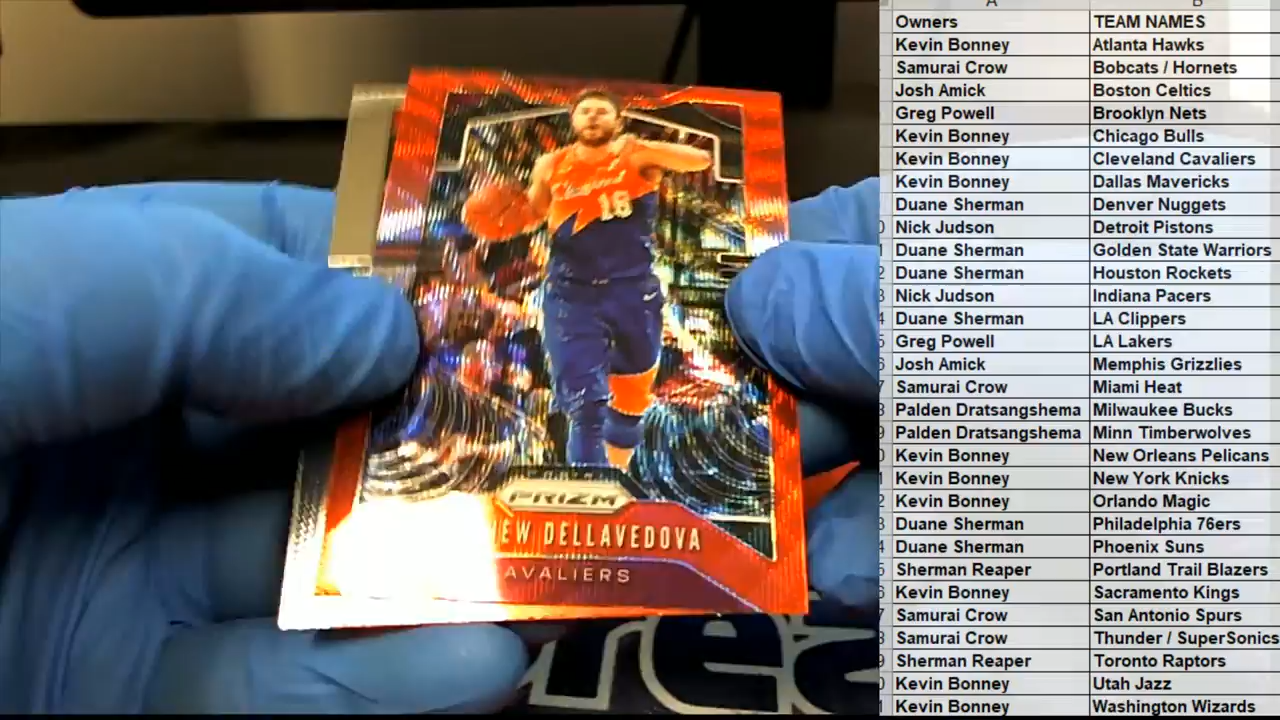 Cleveland
18
PRIZM
DELLAVEDOVA
A B
Owners TEAM NAMES
Kevin Bonney Atlanta Hawks
Samurai Crow Bobcats / Hornets
Josh Amick Boston Celtics
Greg Powell Brooklyn Nets
Kevin Bonney Chicago Bulls
Kevin Bonney Cleveland Cavaliers
Kevin Bonney Dallas Mavericks
Duane Sherman Denver Nuggets
Nick Judson Detroit Pistons
Duane Sherman Golden State Warriors
Duane Sherman Houston Rockets
Nick Judson Indiana Pacers
Duane Sherman LA Clippers
Greg Powell LA Lakers
Josh Amick Memphis Grizzlies
Samurai Crow Miami Heat
Palden Dratsangshema Milwaukee Bucks
Palden Dratsangshema Minn Timberwolves
Kevin Bonney New Orleans Pelicans
Kevin Bonney New York Knicks
Kevin Bonney Orlando Magic
Duane Sherman Philadelphia 76ers
Duane Sherman Phoenix Suns
Sherman Reaper Portland Trail Blazers
Kevin Bonney Sacramento Kings
Samurai Crow San Antonio Spurs
Samurai Crow Thunder / SuperSonics
Sherman Reaper Toronto Raptors
Kevin Bonney Utah Jazz
Kevin Bonney Washington Wizards